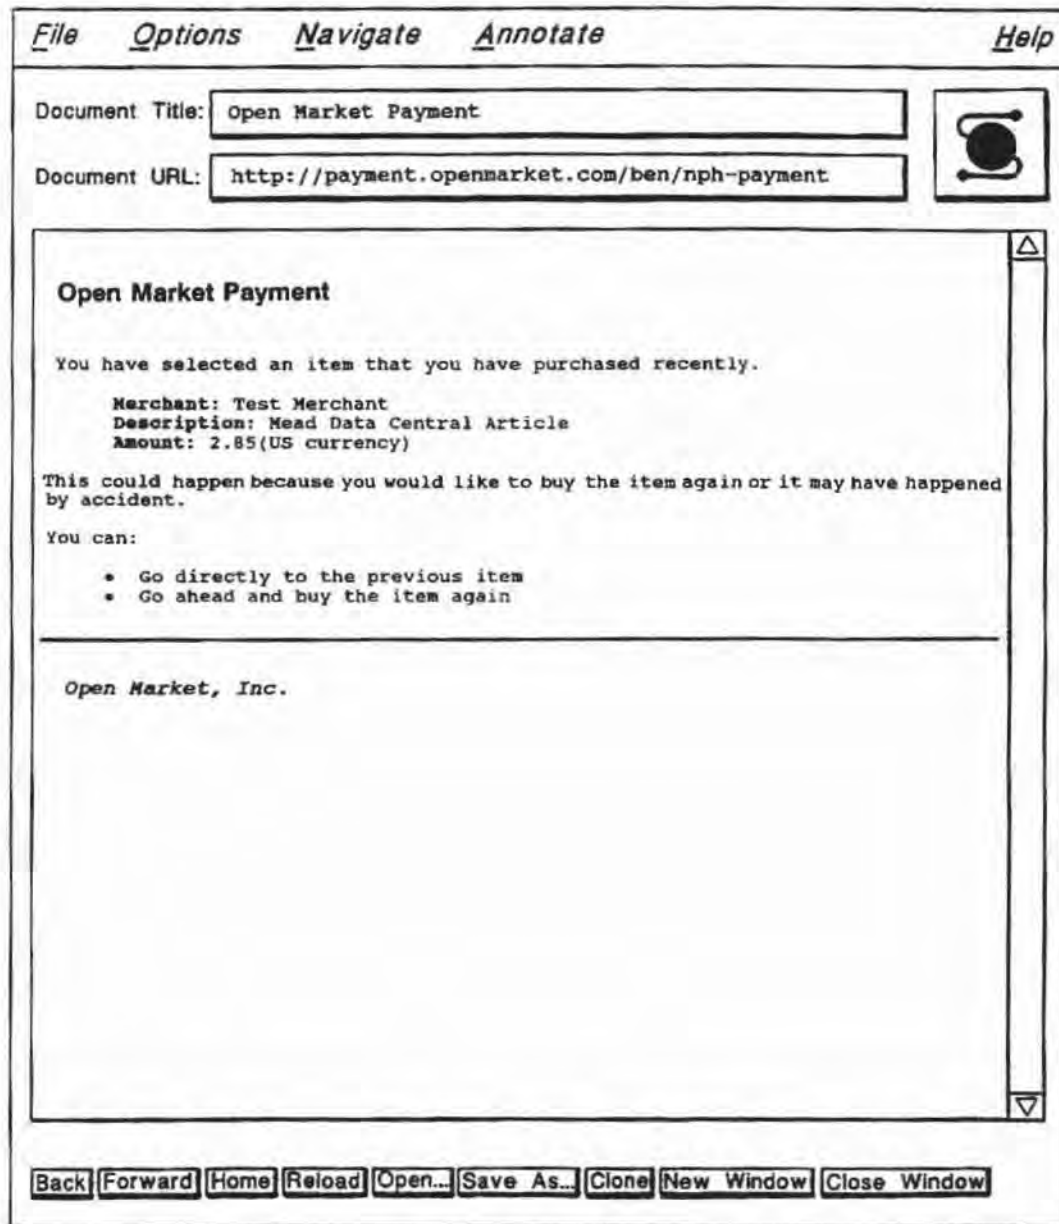 File Options Navigate Annotate Help
Document Title: Open Market Payment
Document URL: http://payment.openmarket.com/ben/nph-payment
Open Market Payment
You have selected an item that you have purchased recently.
Merchant: Test Merchant
Description: Mead Data Central Article
Amount: 2.85(US currency)
This could happen because you would like to buy the item again or it may have happened
by accident.
You can:
• Go directly to the previous item
• Go ahead and buy the item again
Open Market, Inc.
Back Forward Home Reload Open... Save As... Clone New Window Close Window